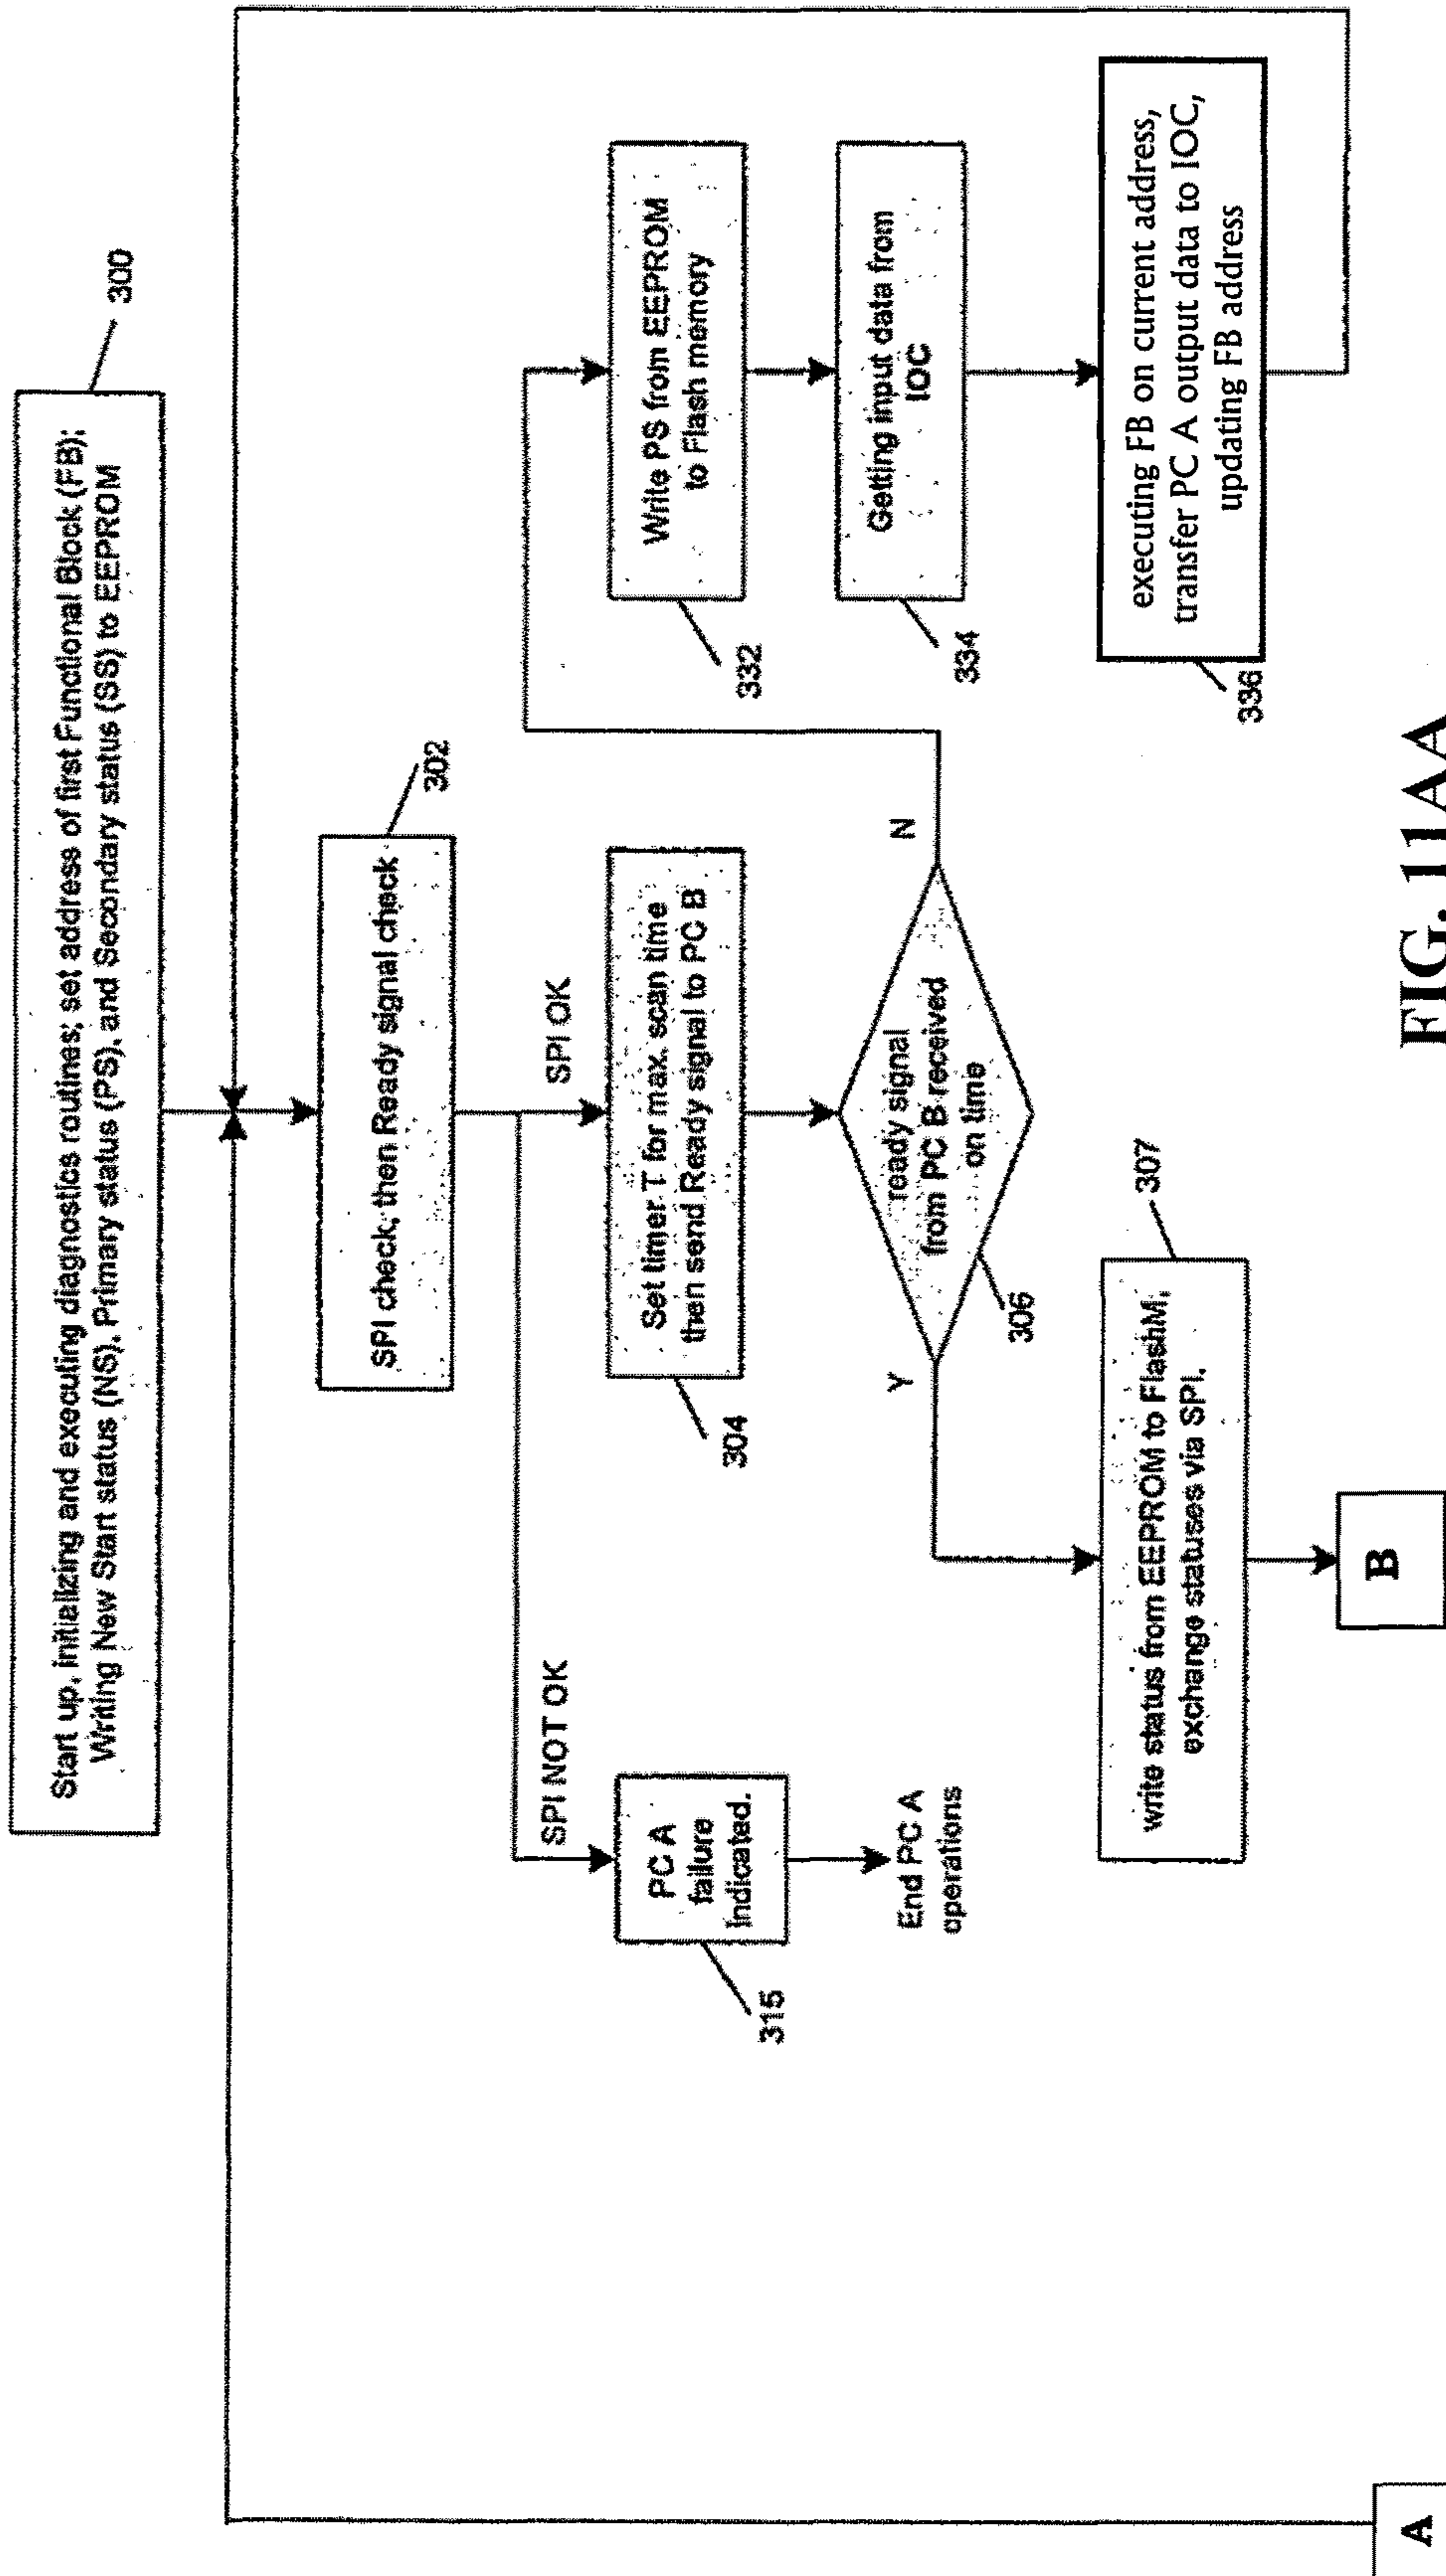 Start up, initializing and executing diagnostics routines; set address of first Functional Block (FB);
Writing New Start status (NS), Primary status (PS), and Secondary status (SS) to EEPROM
300
SPI check, then Ready signal check
302
SPI NOT OK
SPI OK
PC A
failure
Indicated.
315
End PC A
operations
Set timer T for max. scan time
then send Ready signal to PC B
304
ready signal
from PC B received
on time
306
Y
N
write status from EEPROM to FlashM,
exchange statuses via SPI.
307
Write PS from EEPROM
to Flash memory
332
Getting input data from
IOC
334
executing FB on current address,
transfer PC A output data to IOC,
updating FB address
336
A
B
FIG. 11AA